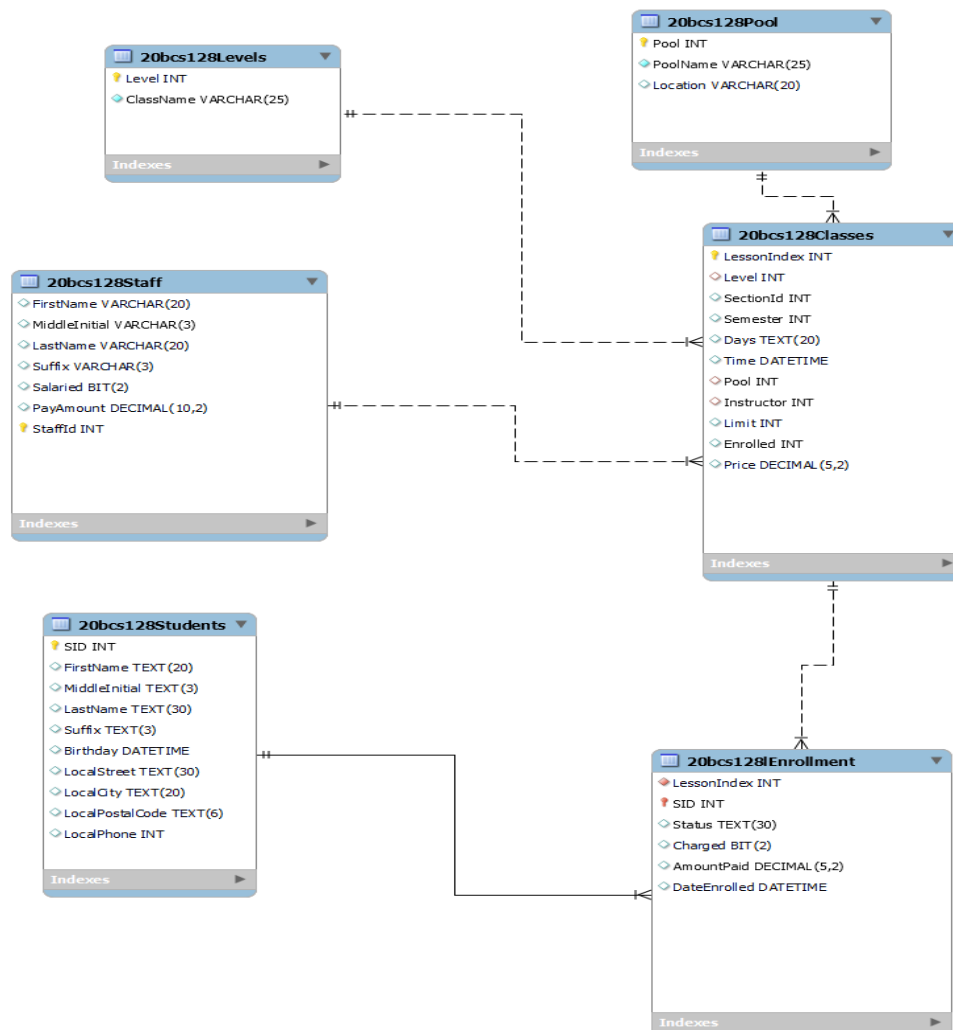 20bcs128Levels
Level INT
ClassName VARCHAR(25)
Indexes
20bcs128Pool
Pool INT
PoolName VARCHAR(25)
Location VARCHAR(20)
Indexes
20bcs128Classes
LessonIndex INT
Level INT
SectionId INT
Semester INT
Days TEXT(20)
Time DATETIME
Pool INT
Instructor INT
Limit INT
Enrolled INT
Price DECIMAL(5,2)
Indexes
20bcs128Staff
FirstName VARCHAR(20)
MiddleInitial VARCHAR(3)
LastName VARCHAR(20)
Suffix VARCHAR(3)
Salaried BIT(2)
PayAmount DECIMAL(10,2)
StaffId INT
Indexes
20bcs128Students
SID INT
FirstName TEXT(20)
MiddleInitial TEXT(3)
LastName TEXT(30)
Suffix TEXT(3)
Birthday DATETIME
LocalStreet TEXT(30)
LocalCity TEXT(20)
LocalPostalCode TEXT(6)
LocalPhone INT
Indexes
20bcs128lEnrollment
LessonIndex INT
SID INT
Status TEXT(30)
Charged BIT(2)
AmountPaid DECIMAL(5,2)
DateEnrolled DATETIME
Indexes